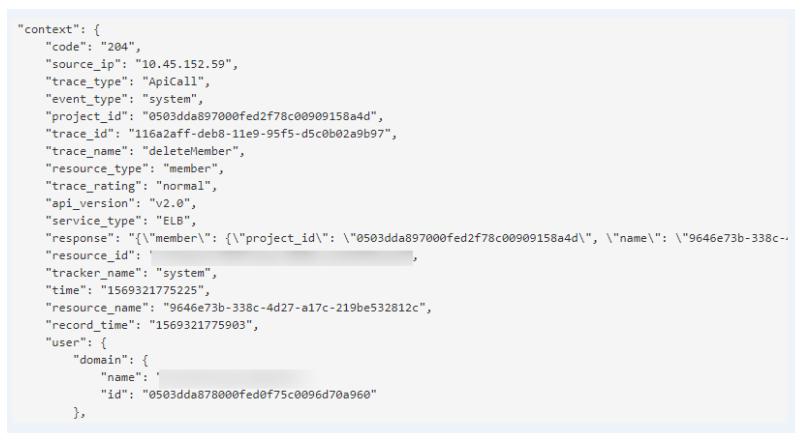 "context": {
"code": "204",
"source_ip": "10.45.152.59",
"trace_type": "ApiCall",
"event_type": "system",
"project_id": "0503dda897000fed2f78c00909158a4d",
"trace_id": "116a2aff-deb8-11e9-95f5-d5c0b02a9b97",
"trace_name": "deleteMember",
"resource_type": "member",
"trace_rating": "normal",
"api_version": "v2.0",
"service_type": "ELB",
"response": "{\"member\": {\"project_id\": \"0503dda897000fed2f78c00909158a4d\", \"name\": \"9646e73b-338c-4
"resource_id": ' ,
"tracker_name": "system",
"time": "1569321775225",
"resource_name": "9646e73b-338c-4d27-a17c-219be532812c",
"record_time": "1569321775903",
"user": {
"domain": {
"name": '
"id": "0503dda878000fed0f75c0096d70a960"
},